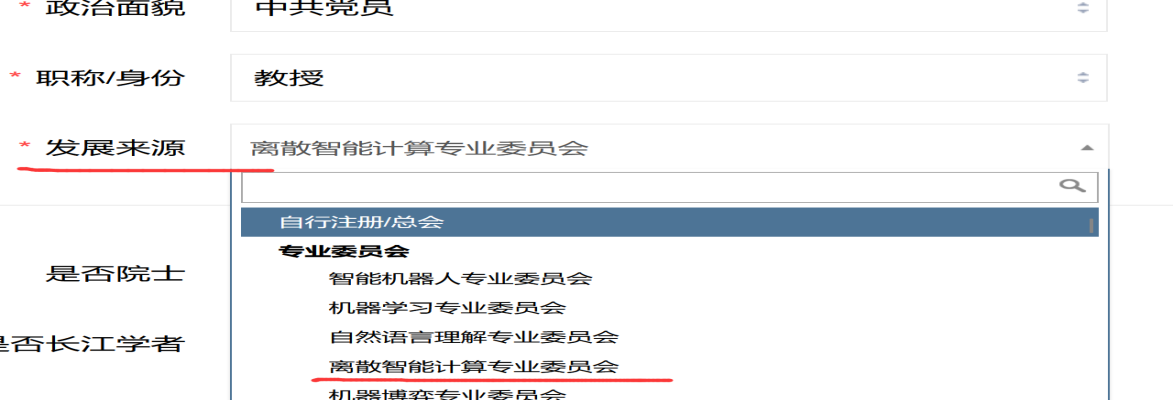 * 政治面貌 中共党员
* 职称/身份 教授
* 发展来源 离散智能计算专业委员会
自行注册/总会
专业委员会
智能机器人专业委员会
机器学习专业委员会
是否院士
自然语言理解专业委员会
是否长江学者
离散智能计算专业委员会
机器博弈专业委员会